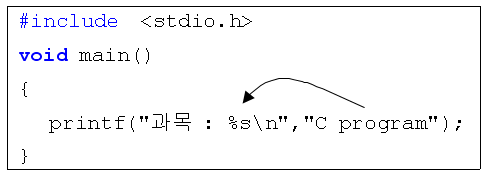 #include <stdio.h>
void main()
{
printf("과목 : %s\n","C program");
}